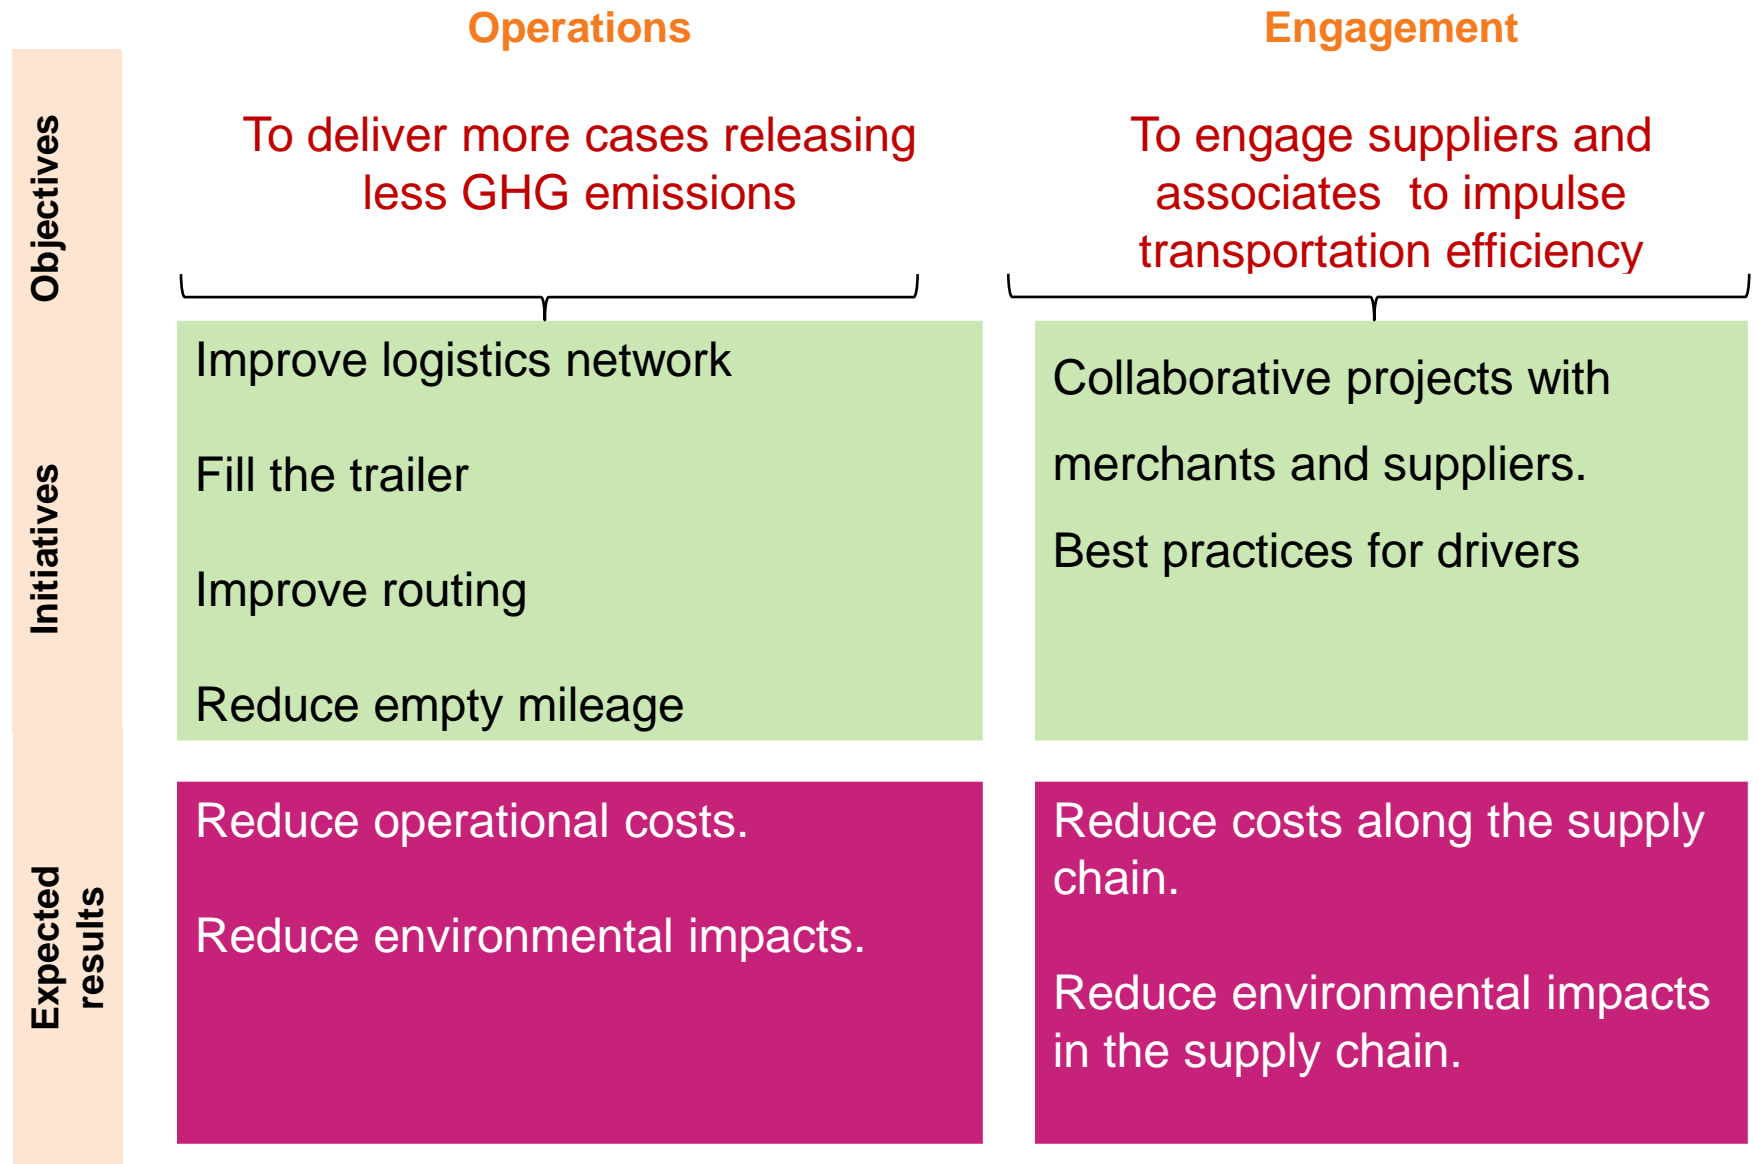 Operations
Engagement
Objectives
To deliver more cases releasing
less GHG emissions
To engage suppliers and
associates to impulse
transportation efficiency
Initiatives
Improve logistics network
Fill the trailer
Improve routing
Reduce empty mileage
Collaborative projects with
merchants and suppliers.
Best practices for drivers
Expected
results
Reduce operational costs.
Reduce environmental impacts.
Reduce costs along the supply
chain.
Reduce environmental impacts
in the supply chain.